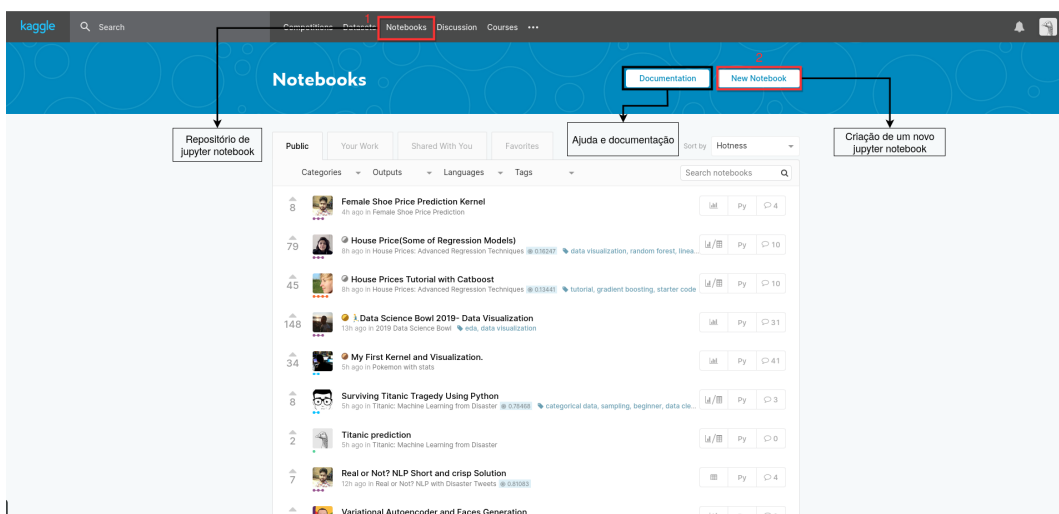 kaggle Search Competitions Datasets Notebooks Discussion Courses •••
1
Notebooks
2
Documentation New Notebook
Repositório de
jupyter notebook
Ajuda e documentação
Criação de um novo
jupyter notebook
Public Your Work Shared With You Favorites Sort by Hotness
Categories Outputs Languages Tags Search notebooks
8 Female Shoe Price Prediction Kernel Py 4
4h ago in Female Shoe Price Prediction
79 House Price(Some of Regression Models) Py 10
8h ago in House Prices: Advanced Regression Techniques 0.16247 data visualization, random forest, linea...
45 House Prices Tutorial with Catboost Py 10
8h ago in House Prices: Advanced Regression Techniques 0.13441 tutorial, gradient boosting, starter code
148 Data Science Bowl 2019- Data Visualization Py 31
13h ago in 2019 Data Science Bowl eda, data visualization
34 My First Kernel and Visualization. Py 41
5h ago in Pokemon with stats
8 Surviving Titanic Tragedy Using Python Py 3
5h ago in Titanic: Machine Learning from Disaster 0.78468 categorical data, sampling, beginner, data cle...
2 Titanic prediction Py 0
5h ago in Titanic: Machine Learning from Disaster
7 Real or Not? NLP Short and crisp Solution Py 4
12h ago in Real or Not? NLP with Disaster Tweets 0.81083
Variational Autoencoder and Faces Generation